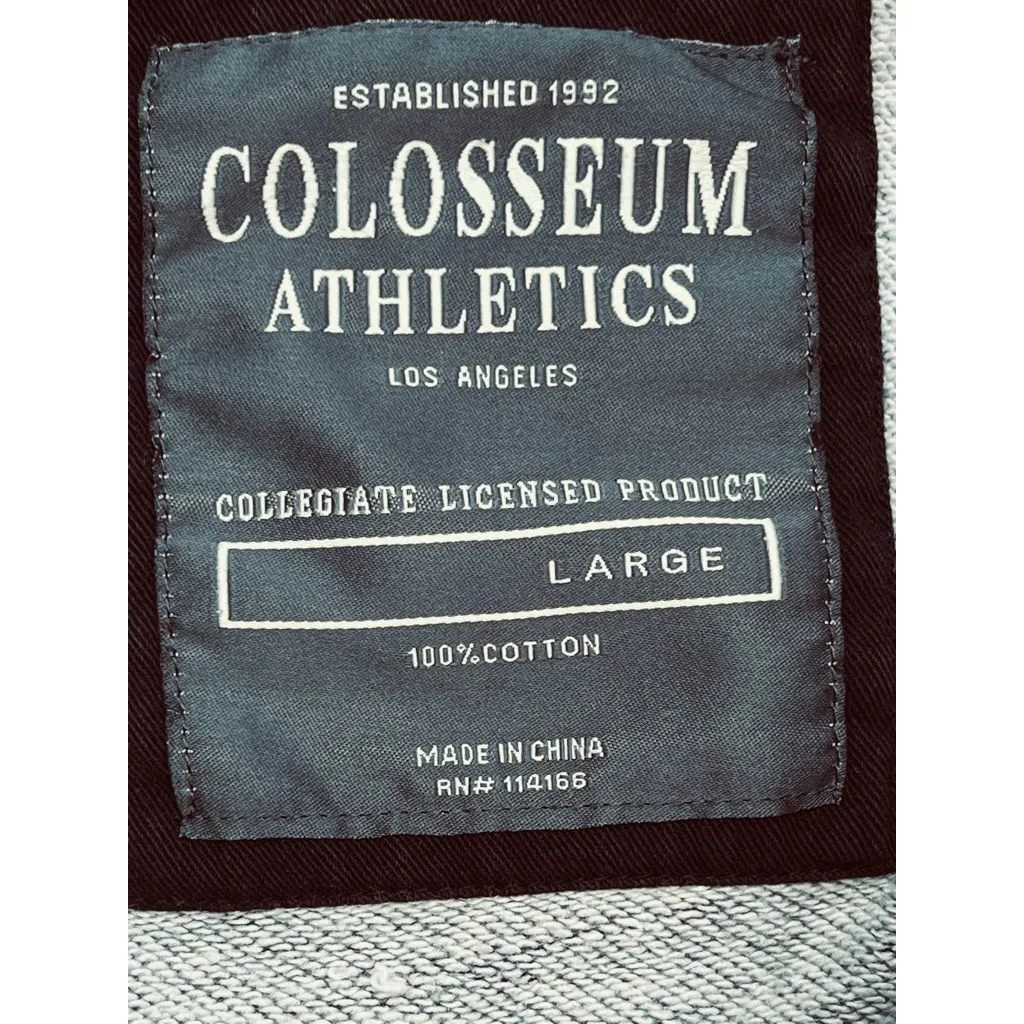 ESTABLISHED 1992
COLOSSEUM
ATHLETICS
LOS ANGELES
COLLEGIATE LICENSED PRODUCT
LARGE
100%COTTON
MADE IN CHINA
RN# 114166